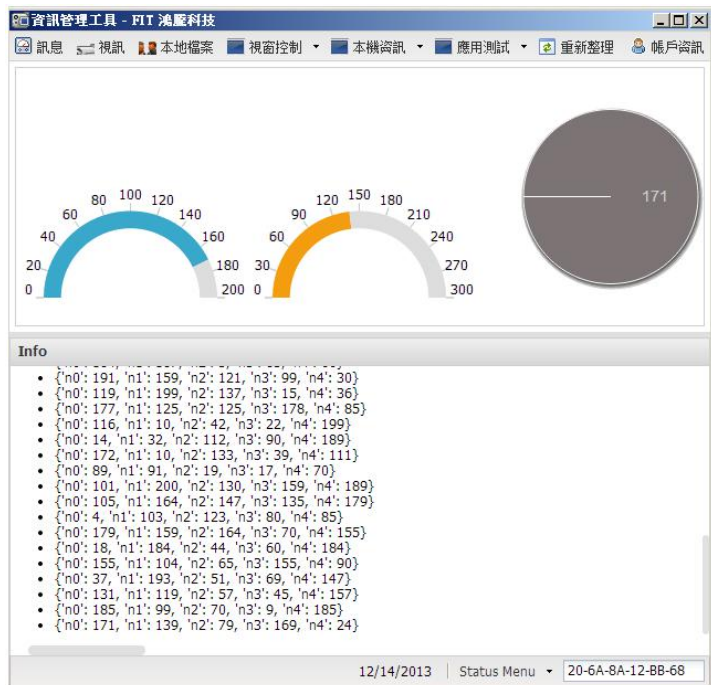 資訊管理工具 - FIT 鴻騰科技
訊息 視訊 本地檔案 視窗控制 本機資訊 應用測試 重新整理 帳戶資訊
0 20 40 60 80 100 120 140 160 180 200
0 30 60 90 120 150 180 210 240 270 300
171
Info
{'n0': 191, 'n1': 159, 'n2': 121, 'n3': 99, 'n4': 30}
{'n0': 119, 'n1': 199, 'n2': 137, 'n3': 15, 'n4': 36}
{'n0': 177, 'n1': 125, 'n2': 125, 'n3': 178, 'n4': 85}
{'n0': 116, 'n1': 10, 'n2': 42, 'n3': 22, 'n4': 199}
{'n0': 14, 'n1': 32, 'n2': 112, 'n3': 90, 'n4': 189}
{'n0': 172, 'n1': 10, 'n2': 133, 'n3': 39, 'n4': 111}
{'n0': 89, 'n1': 91, 'n2': 19, 'n3': 17, 'n4': 70}
{'n0': 101, 'n1': 200, 'n2': 130, 'n3': 159, 'n4': 189}
{'n0': 105, 'n1': 164, 'n2': 147, 'n3': 135, 'n4': 179}
{'n0': 4, 'n1': 103, 'n2': 123, 'n3': 80, 'n4': 85}
{'n0': 179, 'n1': 159, 'n2': 164, 'n3': 70, 'n4': 155}
{'n0': 18, 'n1': 184, 'n2': 44, 'n3': 60, 'n4': 184}
{'n0': 155, 'n1': 104, 'n2': 65, 'n3': 155, 'n4': 90}
{'n0': 37, 'n1': 193, 'n2': 51, 'n3': 69, 'n4': 147}
{'n0': 131, 'n1': 119, 'n2': 57, 'n3': 45, 'n4': 157}
{'n0': 185, 'n1': 99, 'n2': 70, 'n3': 9, 'n4': 185}
{'n0': 171, 'n1': 139, 'n2': 79, 'n3': 169, 'n4': 24}
12/14/2013 Status Menu 20-6A-8A-12-BB-68